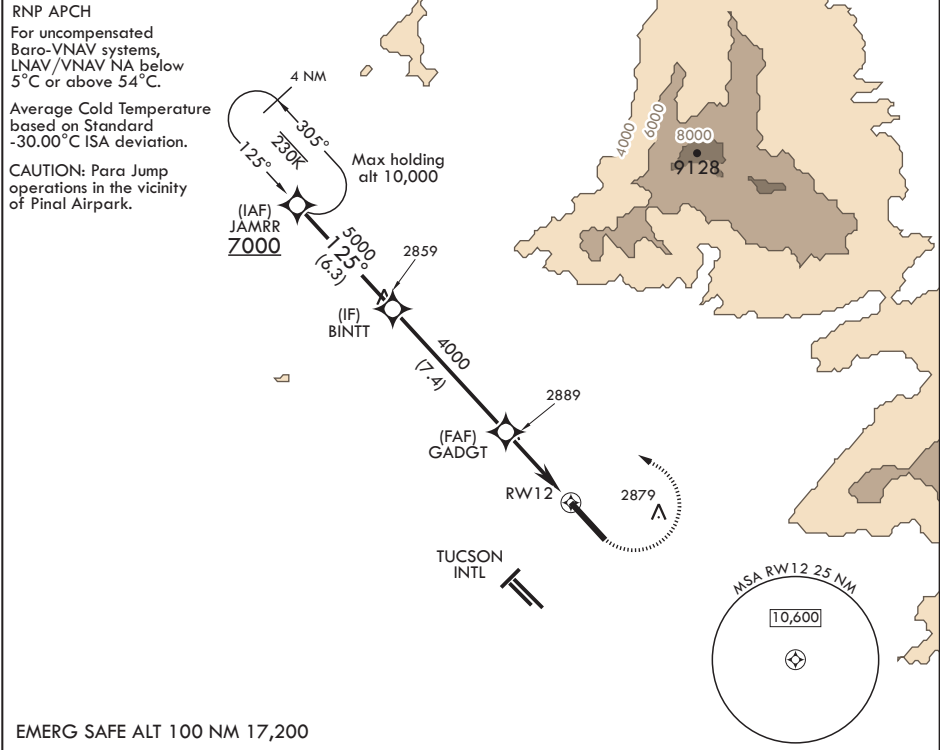 RNP APCH
For uncompensated
Baro-VNAV systems,
LNAV/VNAV NA below
5°C or above 54°C.
Average Cold Temperature
based on Standard
-30.00°C ISA deviation.
CAUTION: Para Jump
operations in the vicinity
of Pinal Airpark.
4 NM
305°
230K
125°
Max holding
alt 10,000
(IAF)
JAMRR
7000
5000
125°
(6.3)
2859
(IF)
BINTT
4000
(7.4)
2889
(FAF)
GADGT
RW12
2879
TUCSON
INTL
4000
6000
8000
9128
MSA RW12 25 NM
10,600
EMERG SAFE ALT 100 NM 17,200